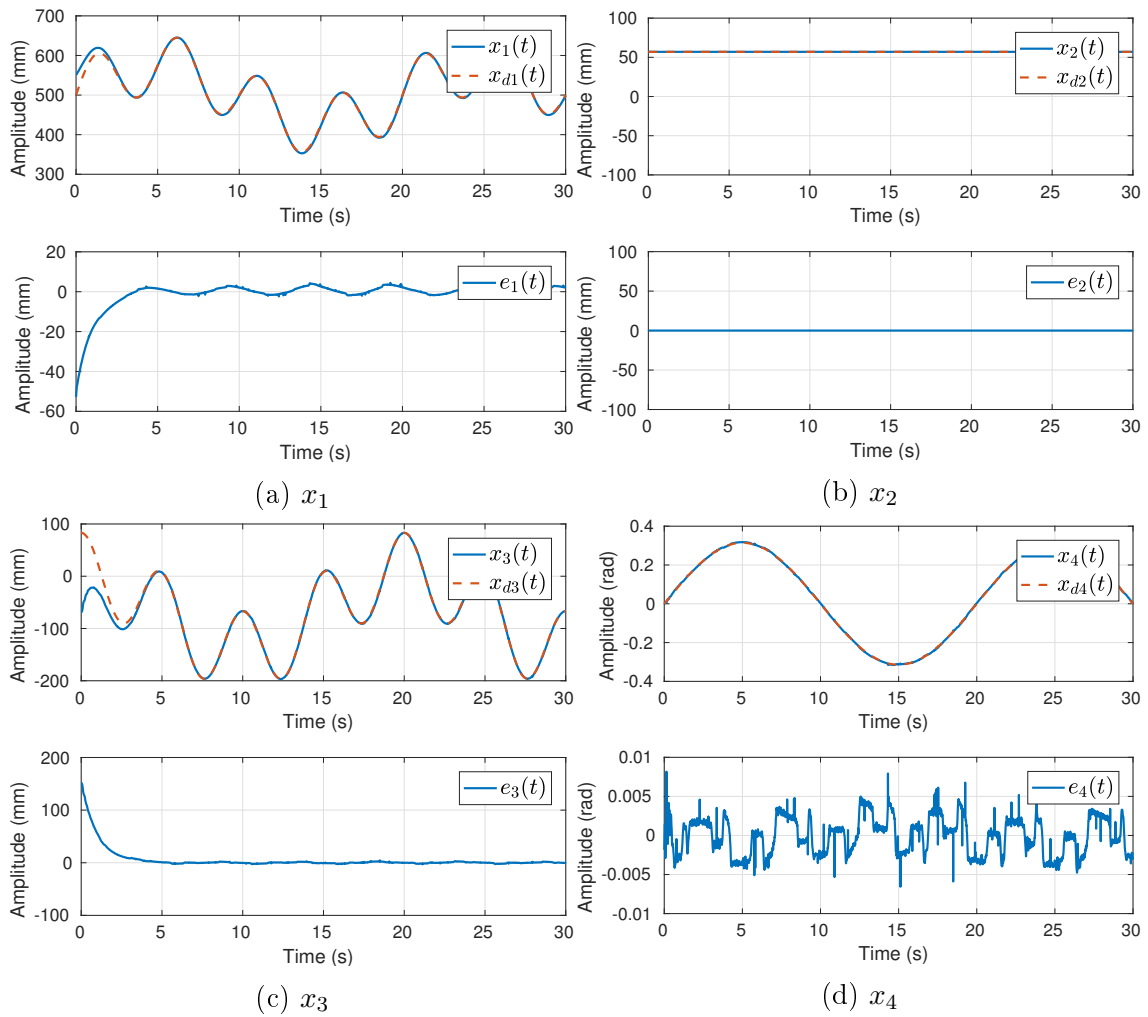 700
600
500
400
300
Amplitude (mm)
0 5 10 15 20 25 30
Time (s)
x1(t)
xd1(t)
20
0
-20
-40
-60
Amplitude (mm)
0 5 10 15 20 25 30
Time (s)
e1(t)
(a) x1
100
50
0
-50
-100
Amplitude (mm)
0 5 10 15 20 25 30
Time (s)
x2(t)
xd2(t)
100
50
0
-50
-100
Amplitude (mm)
0 5 10 15 20 25 30
Time (s)
e2(t)
(b) x2
100
0
-100
-200
Amplitude (mm)
0 5 10 15 20 25 30
Time (s)
x3(t)
xd3(t)
200
100
0
-100
Amplitude (mm)
0 5 10 15 20 25 30
Time (s)
e3(t)
(c) x3
0.4
0.2
0
-0.2
-0.4
Amplitude (rad)
0 5 10 15 20 25 30
Time (s)
x4(t)
xd4(t)
0.01
0.005
0
-0.005
-0.01
Amplitude (rad)
0 5 10 15 20 25 30
Time (s)
e4(t)
(d) x4